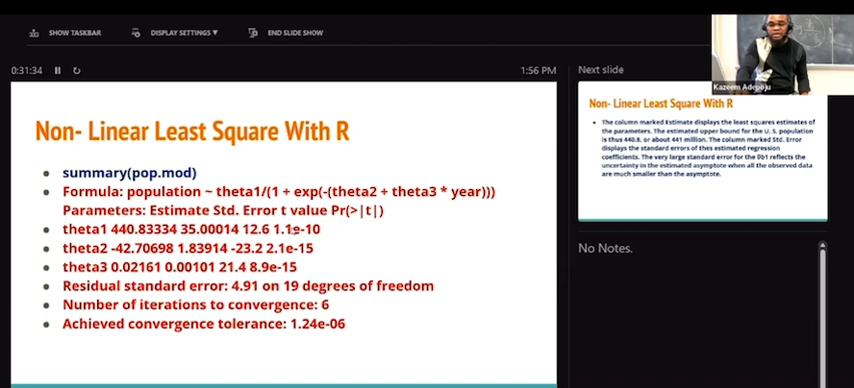 SHOW TASKBAR
DISPLAY SETTINGS ▼
END SLIDE SHOW
0:31:34
1:56 PM
Non- Linear Least Square With R
• summary(pop.mod)
• Formula: population ~ theta1/(1 + exp(-(theta2 + theta3 * year)))
Parameters: Estimate Std. Error t value Pr(>|t|)
• theta1 440.83334 35.00014 12.6 1.1e-10
• theta2 -42.70698 1.83914 -23.2 2.1e-15
• theta3 0.02161 0.00101 21.4 8.9e-15
• Residual standard error: 4.91 on 19 degrees of freedom
• Number of iterations to convergence: 6
• Achieved convergence tolerance: 1.24e-06
Next slide
Kazeem Adepoju
Non- Linear Least Square With R
• The column marked Estimate displays the least squares estimates of
the parameters. The estimated upper bound for the U. S. population
is thus 440.8, or about 441 million. The column marked Std. Error
displays the standard errors of thes estimated regression
coefficients. The very large standard error for the θb1 reflects the
uncertainty in the estimated asymptote when all the observed data
are much smaller than the asymptote.
No Notes.